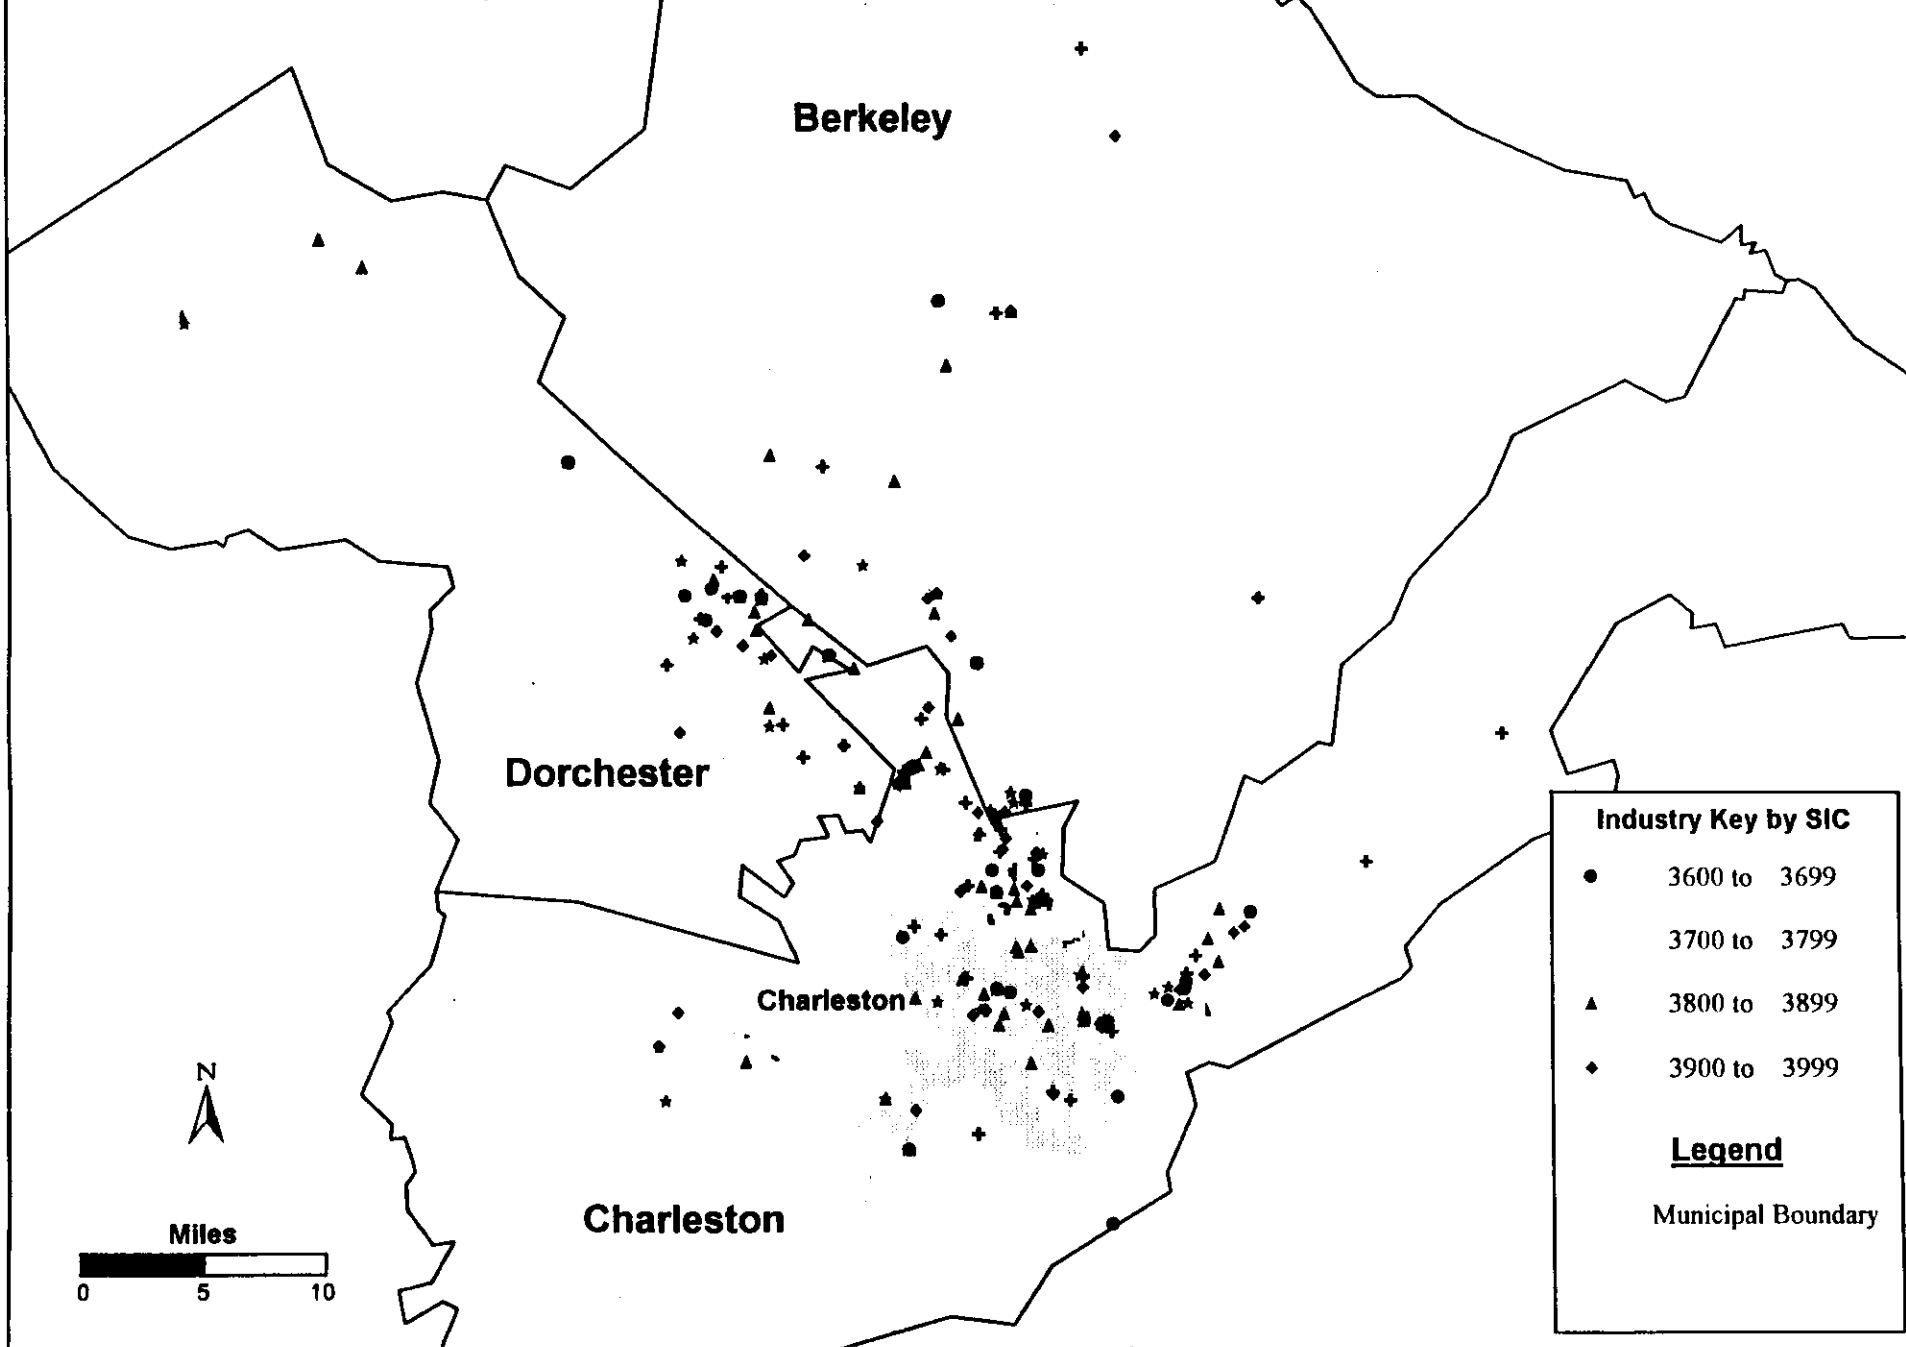 Berkeley
Dorchester
Charleston
Charleston
N
Miles
0 5 10
Industry Key by SIC
3600 to 3699
3700 to 3799
3800 to 3899
3900 to 3999
Legend
Municipal Boundary